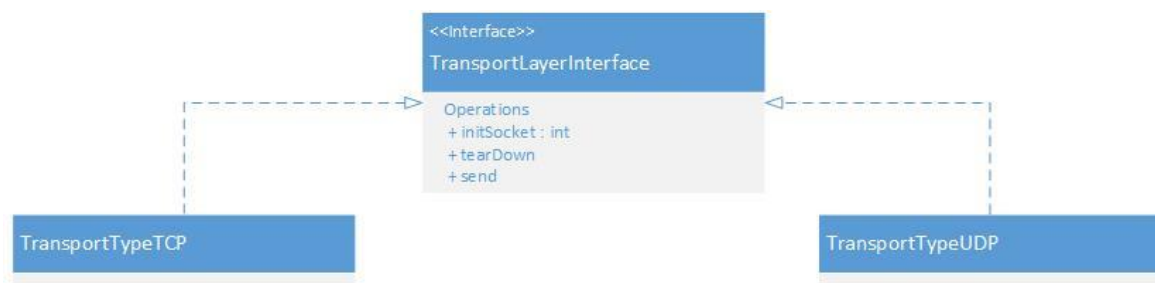 <<Interface>>
TransportLayerInterface
Operations
+ initSocket : int
+ tearDown
+ send
TransportTypeTCP
TransportTypeUDP